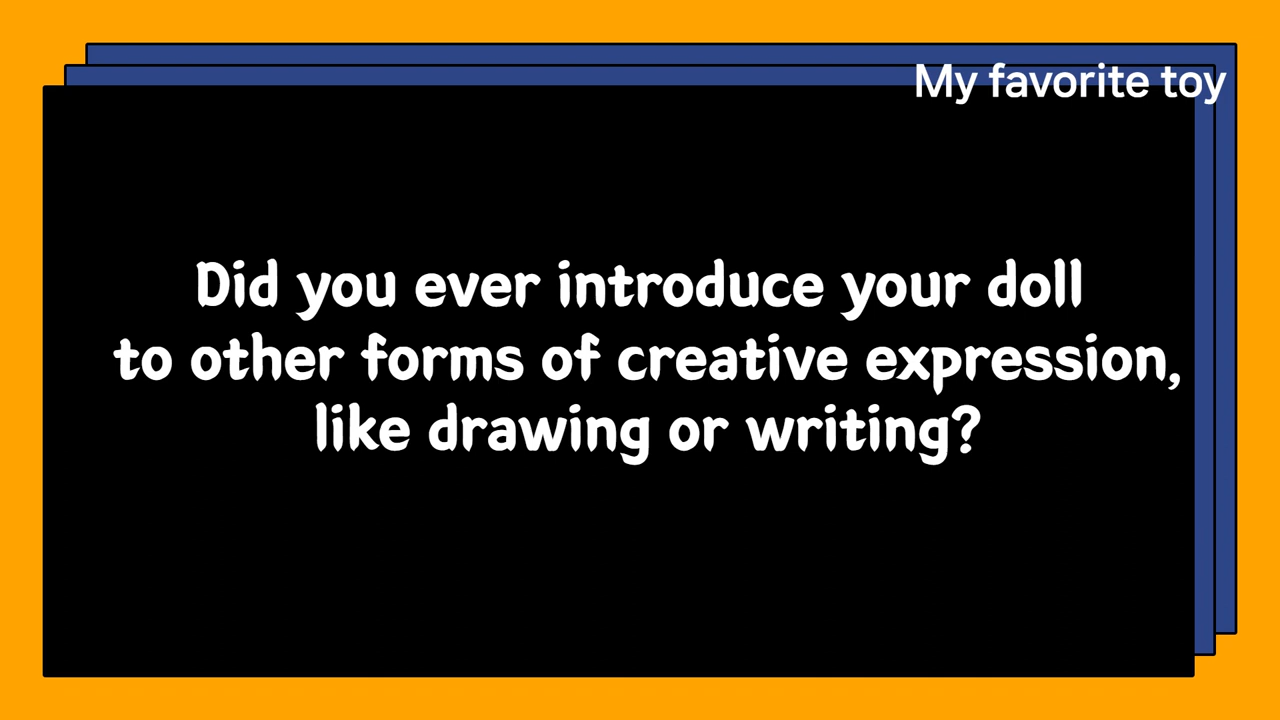 My favorite toy
Did you ever introduce your doll
to other forms of creative expression,
like drawing or writing?